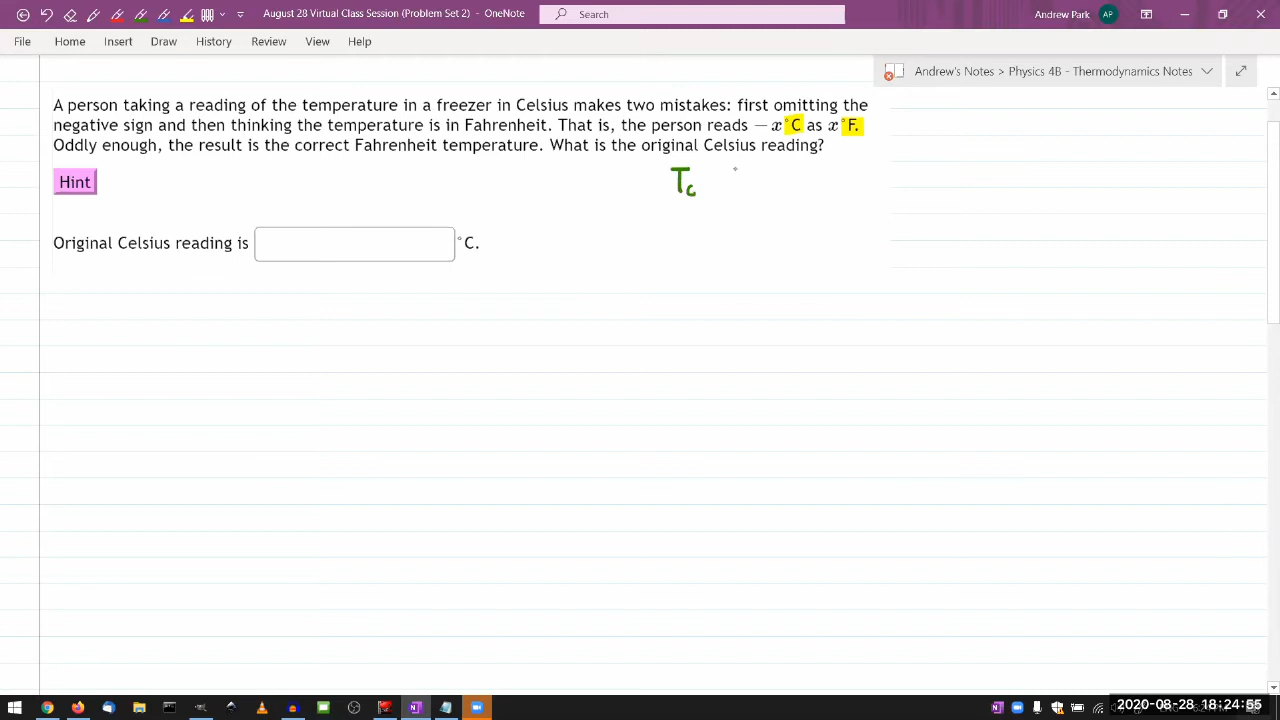 August 28 Virtual Class Session (Problem Set 2) - OneNote
Search
Andrew Park
AP
File Home Insert Draw History Review View Help
Andrew's Notes > Physics 4B - Thermodynamics Notes
A person taking a reading of the temperature in a freezer in Celsius makes two mistakes: first omitting the
negative sign and then thinking the temperature is in Fahrenheit. That is, the person reads −x°C as x°F.
Oddly enough, the result is the correct Fahrenheit temperature. What is the original Celsius reading?
Hint
Tc
Original Celsius reading is °C.
2020-08-28 18:24:55